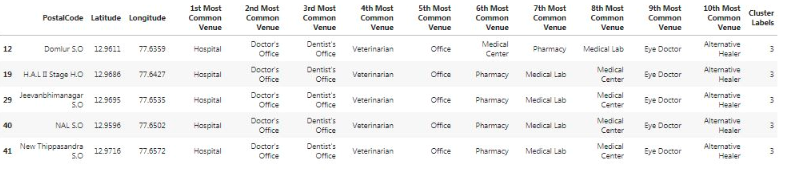 PostalCode Latitude Longitude 1st Most Common Venue 2nd Most Common Venue 3rd Most Common Venue 4th Most Common Venue 5th Most Common Venue 6th Most Common Venue 7th Most Common Venue 8th Most Common Venue 9th Most Common Venue 10th Most Common Venue Cluster Labels
12 Domlur S.O 12.9611 77.6359 Hospital Doctor's Office Dentist's Office Veterinarian Office Medical Center Pharmacy Medical Lab Eye Doctor Alternative Healer 3
19 H.A.L II Stage H.O 12.9686 77.6427 Hospital Doctor's Office Dentist's Office Veterinarian Office Pharmacy Medical Lab Medical Center Eye Doctor Alternative Healer 3
29 Jeevanbhimanagar S.O 12.9695 77.6535 Hospital Doctor's Office Dentist's Office Veterinarian Office Pharmacy Medical Lab Medical Center Eye Doctor Alternative Healer 3
40 NAL S.O 12.9596 77.6502 Hospital Doctor's Office Dentist's Office Veterinarian Office Pharmacy Medical Lab Medical Center Eye Doctor Alternative Healer 3
41 New Thippasandra S.O 12.9716 77.6572 Hospital Doctor's Office Dentist's Office Veterinarian Office Pharmacy Medical Lab Medical Center Eye Doctor Alternative Healer 3